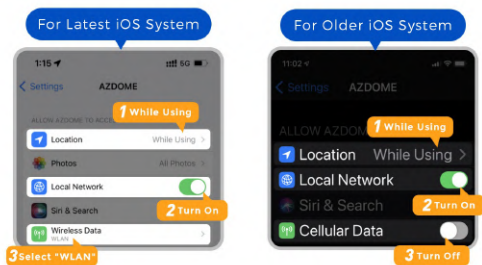 For Latest iOS System
1:15 5G
Settings AZDOME
ALLOW AZDOME TO ACCE
1 While Using
Location While Using
Photos All Photos
Local Network
Siri & Search
2 Turn On
Wireless Data
WLAN
3 Select "WLAN"
For Older iOS System
11:02
Settings AZDOME
ALLOW AZDOM
1 While Using
Location While Using
Local Network
Siri & Search
2 Turn On
Cellular Data
3 Turn Off